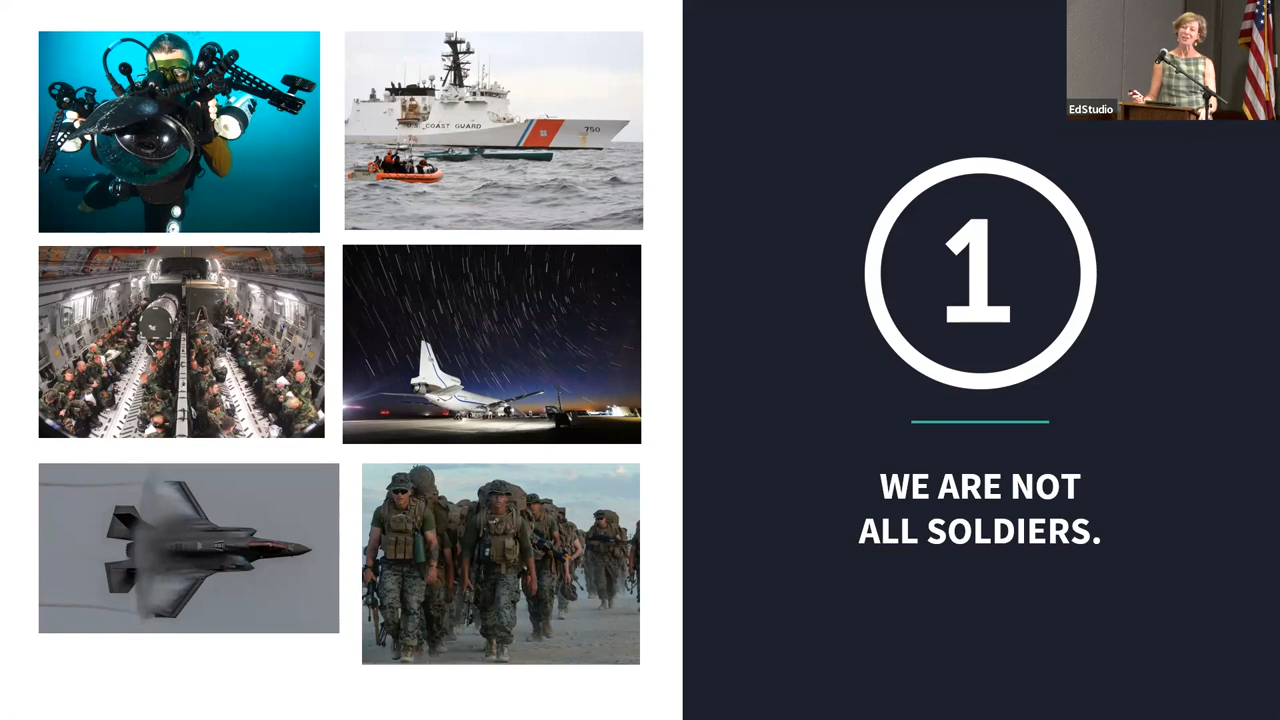 U.S. COAST GUARD
750
EdStudio
1
WE ARE NOT
ALL SOLDIERS.